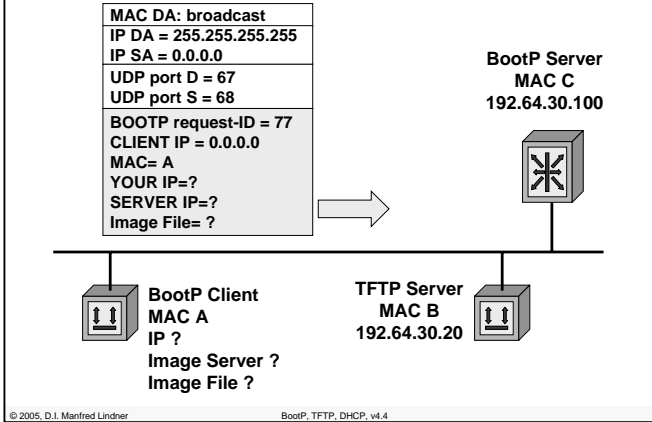 MAC DA: broadcast
IP DA = 255.255.255.255
IP SA = 0.0.0.0
UDP port D = 67
UDP port S = 68
BOOTP request-ID = 77
CLIENT IP = 0.0.0.0
MAC= A
YOUR IP=?
SERVER IP=?
Image File= ?
BootP Server
MAC C
192.64.30.100
BootP Client
MAC A
IP ?
Image Server ?
Image File ?
TFTP Server
MAC B
192.64.30.20
© 2005, D.I. Manfred Lindner
BootP, TFTP, DHCP, v4.4